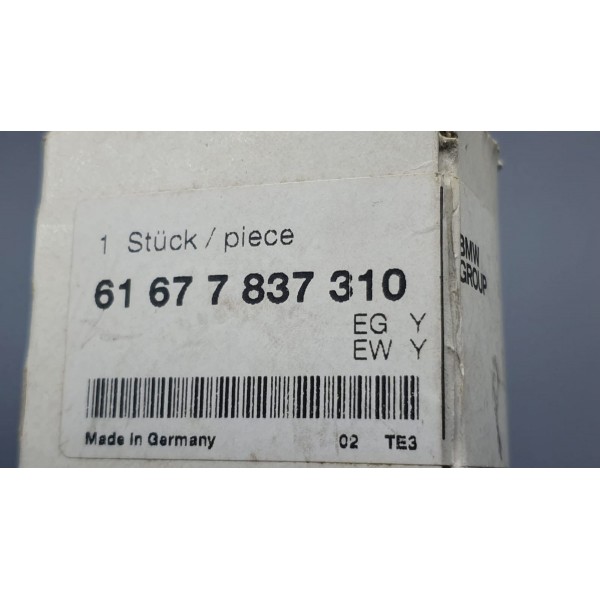 1 Stück / piece
61 67 7 837 310
EG Y
EW Y
Made in Germany 02 TE3
BMW
GROUP